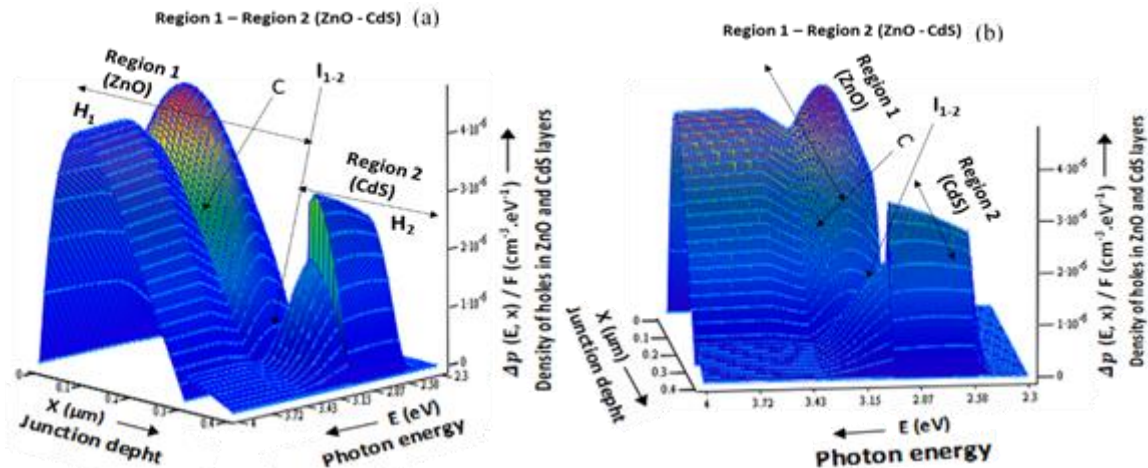 Region 1 – Region 2 (ZnO - CdS) (a)
Region 1
(ZnO)
C
I1-2
H1
Region 2
(CdS)
H2
4·10⁻⁶
3·10⁻⁶
2·10⁻⁶
1·10⁻⁶
0
Δp (E, x) / F (cm⁻³.eV⁻¹)
Density of holes in ZnO and CdS layers
0
0.1
0.2
0.3
0.4
X (µm)
Junction depht
4
3.72
3.43
3.15
2.07
2.50
2.3
E (eV)
Photon energy
Region 1 – Region 2 (ZnO - CdS) (b)
Region 1
(ZnO)
C
I1-2
Region 2
(CdS)
4·10⁻⁶
3·10⁻⁶
2·10⁻⁶
1·10⁻⁶
0
Δp (E, x) / F (cm⁻³.eV⁻¹)
Density of holes in ZnO and CdS layers
0
0.1
0.2
0.3
0.4
X (µm)
Junction depht
4
3.72
3.43
3.15
2.07
2.50
2.3
E (eV)
Photon energy